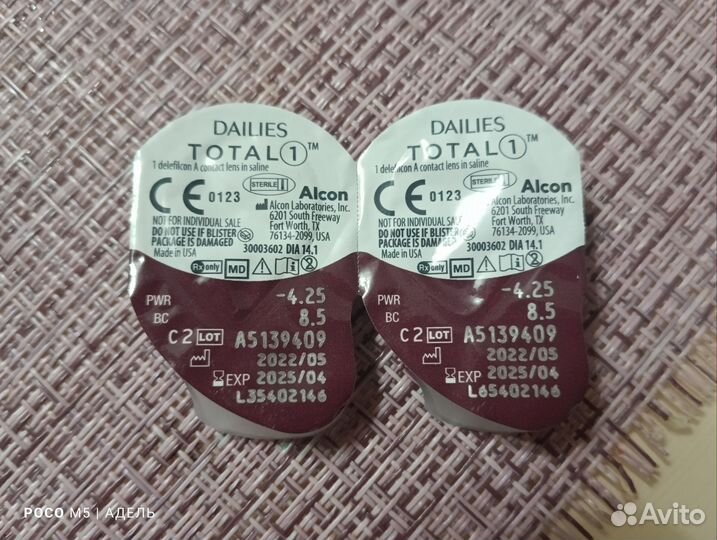 DAILIES
TOTAL 1™
1 delefilcon A contact lens in saline
CE 0123
STERILE
Alcon
Alcon Laboratories, Inc.
6201 South Freeway
Fort Worth, TX
76134-2099, USA
NOT FOR INDIVIDUAL SALE
DO NOT USE IF BLISTER
PACKAGE IS DAMAGED
Made in USA
30003602 DIA 14.1
Rx only MD
PWR -4.25
BC 8.5
C2 LOT A5139409
2022/05
EXP 2025/04
L35402146
DAILIES
TOTAL 1™
1 delefilcon A contact lens in saline
CE 0123
STERILE
Alcon
Alcon Laboratories, Inc.
6201 South Freeway
Fort Worth, TX
76134-2099, USA
NOT FOR INDIVIDUAL SALE
DO NOT USE IF BLISTER
PACKAGE IS DAMAGED
Made in USA
30003602 DIA 14.1
Rx only MD
PWR -4.25
BC 8.5
C2 LOT A5139409
2022/05
EXP 2025/04
L65402146
POCO M5 | АДЕЛЬ
Avito